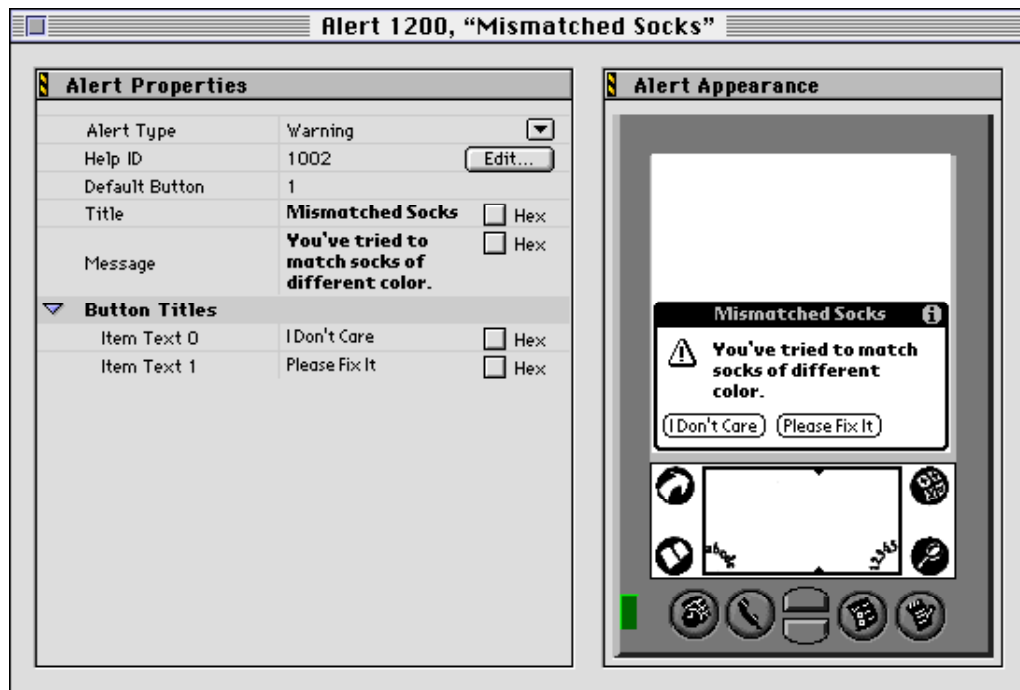 Alert 1200, “Mismatched Socks”
Alert Properties
Alert Type Warning
Help ID 1002 Edit...
Default Button 1
Title Mismatched Socks Hex
Message You've tried to match socks of different color. Hex
Button Titles
Item Text 0 I Don't Care Hex
Item Text 1 Please Fix It Hex
Alert Appearance
Mismatched Socks i
You've tried to match
socks of different
color.
I Don't Care Please Fix It
abcde 12345